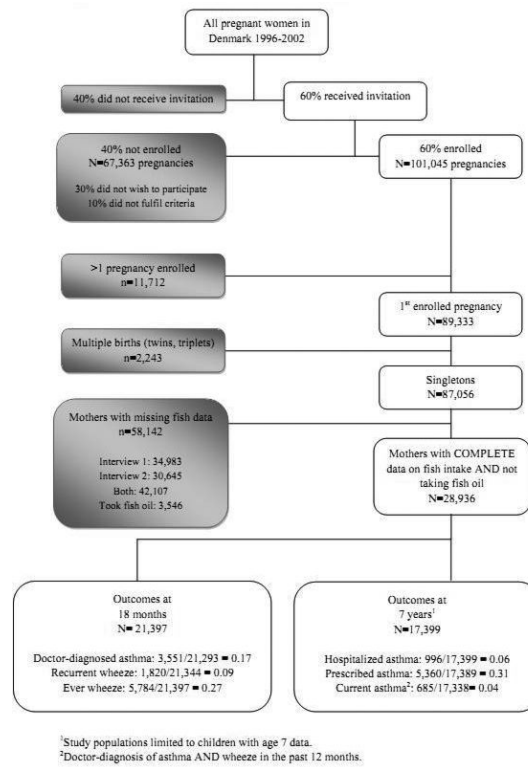 All pregnant women in
Denmark 1996-2002
40% did not receive invitation
60% received invitation
40% not enrolled
N=67,363 pregnancies
30% did not wish to participate
10% did not fulfil criteria
60% enrolled
N=101,045 pregnancies
>1 pregnancy enrolled
n=11,712
1st enrolled pregnancy
N=89,333
Multiple births (twins, triplets)
n=2,243
Singletons
N=87,056
Mothers with missing fish data
n=58,142
Interview 1: 34,983
Interview 2: 30,645
Both: 42,107
Took fish oil: 3,546
Mothers with COMPLETE
data on fish intake AND not
taking fish oil
N=28,936
Outcomes at
18 months
N= 21,397
Doctor-diagnosed asthma: 3,551/21,293 = 0.17
Recurrent wheeze: 1,820/21,344 = 0.09
Ever wheeze: 5,784/21,397 = 0.27
Outcomes at
7 years1
N=17,399
Hospitalized asthma: 996/17,399 = 0.06
Prescribed asthma: 5,360/17,389 = 0.31
Current asthma2: 685/17,338= 0.04
1Study populations limited to children with age 7 data.
2Doctor-diagnosis of asthma AND wheeze in the past 12 months.